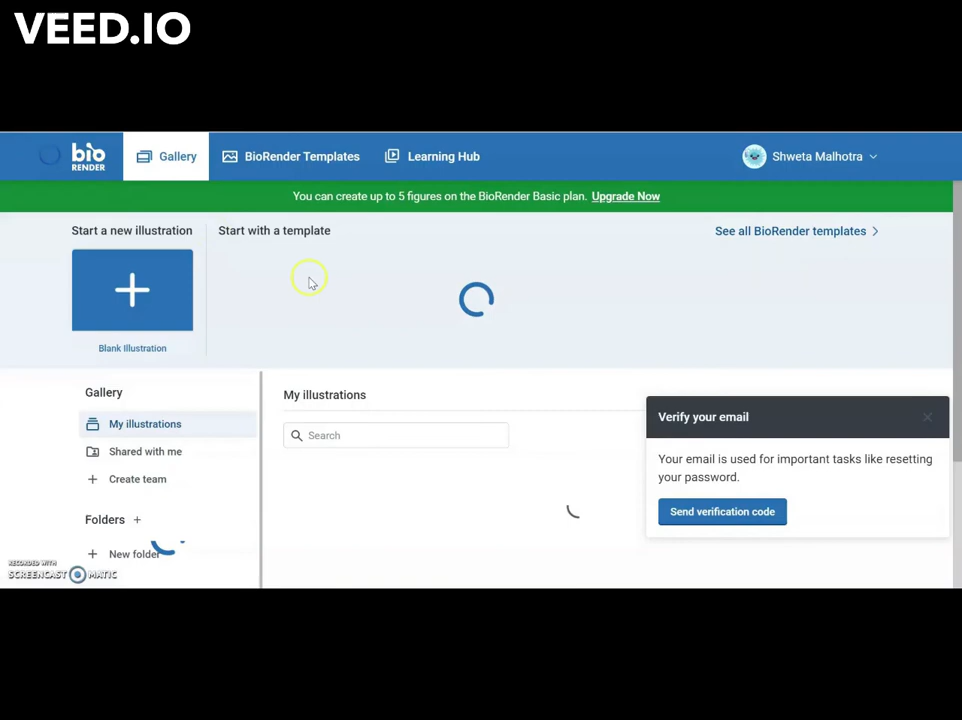 VEED.IO
bio RENDER
Gallery
BioRender Templates
Learning Hub
Shweta Malhotra
You can create up to 5 figures on the BioRender Basic plan. Upgrade Now
Start a new illustration
Start with a template
See all BioRender templates
Blank Illustration
Gallery
My illustrations
Shared with me
Create team
Folders +
New folder
My illustrations
Search
Verify your email
Your email is used for important tasks like resetting
your password.
Send verification code
RECORDED WITH
SCREENCAST MATIC